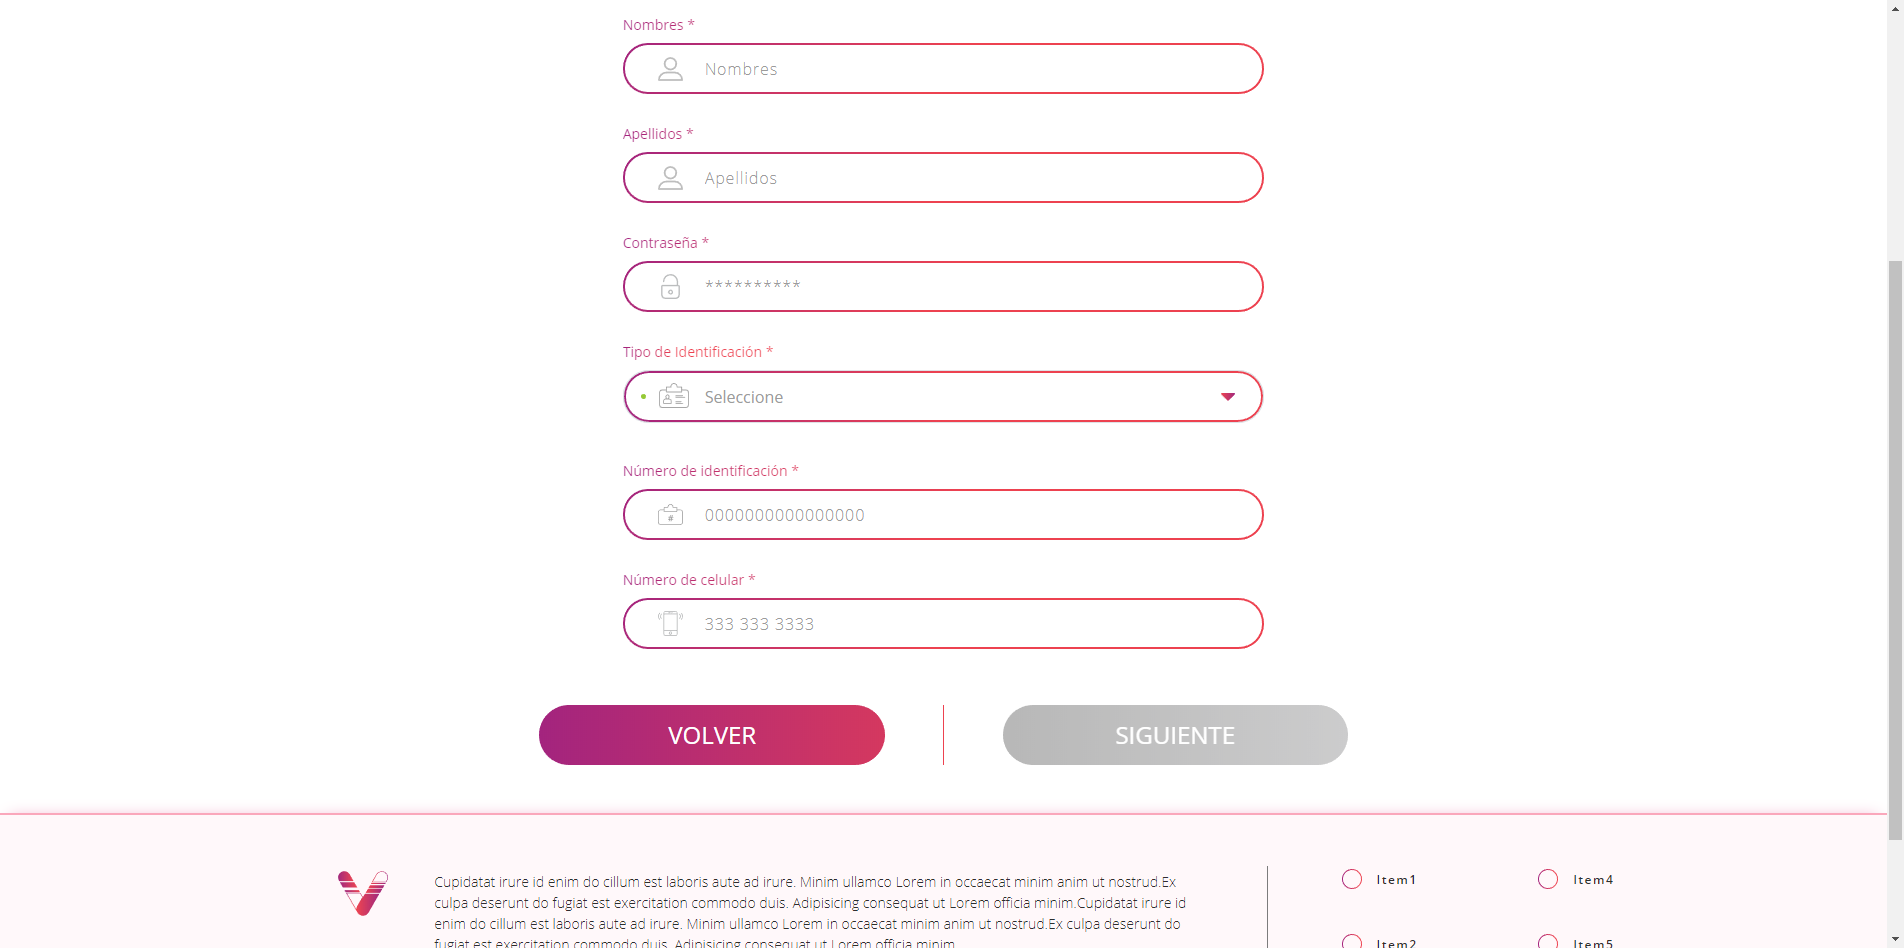 Nombres *
Nombres
Apellidos *
Apellidos
Contraseña *
**********
Tipo de Identificación *
Seleccione
Número de identificación *
#
0000000000000000
Número de celular *
333 333 3333
VOLVER
SIGUIENTE
Cupidatat irure id enim do cillum est laboris aute ad irure. Minim ullamco Lorem in occaecat minim anim ut nostrud.Ex
culpa deserunt do fugiat est exercitation commodo duis. Adipisicing consequat ut Lorem officia minim.Cupidatat irure id
enim do cillum est laboris aute ad irure. Minim ullamco Lorem in occaecat minim anim ut nostrud.Ex culpa deserunt do
fugiat est exercitation commodo duis. Adipisicing consequat ut Lorem officia minim.
Item1
Item4
Item2
Item5